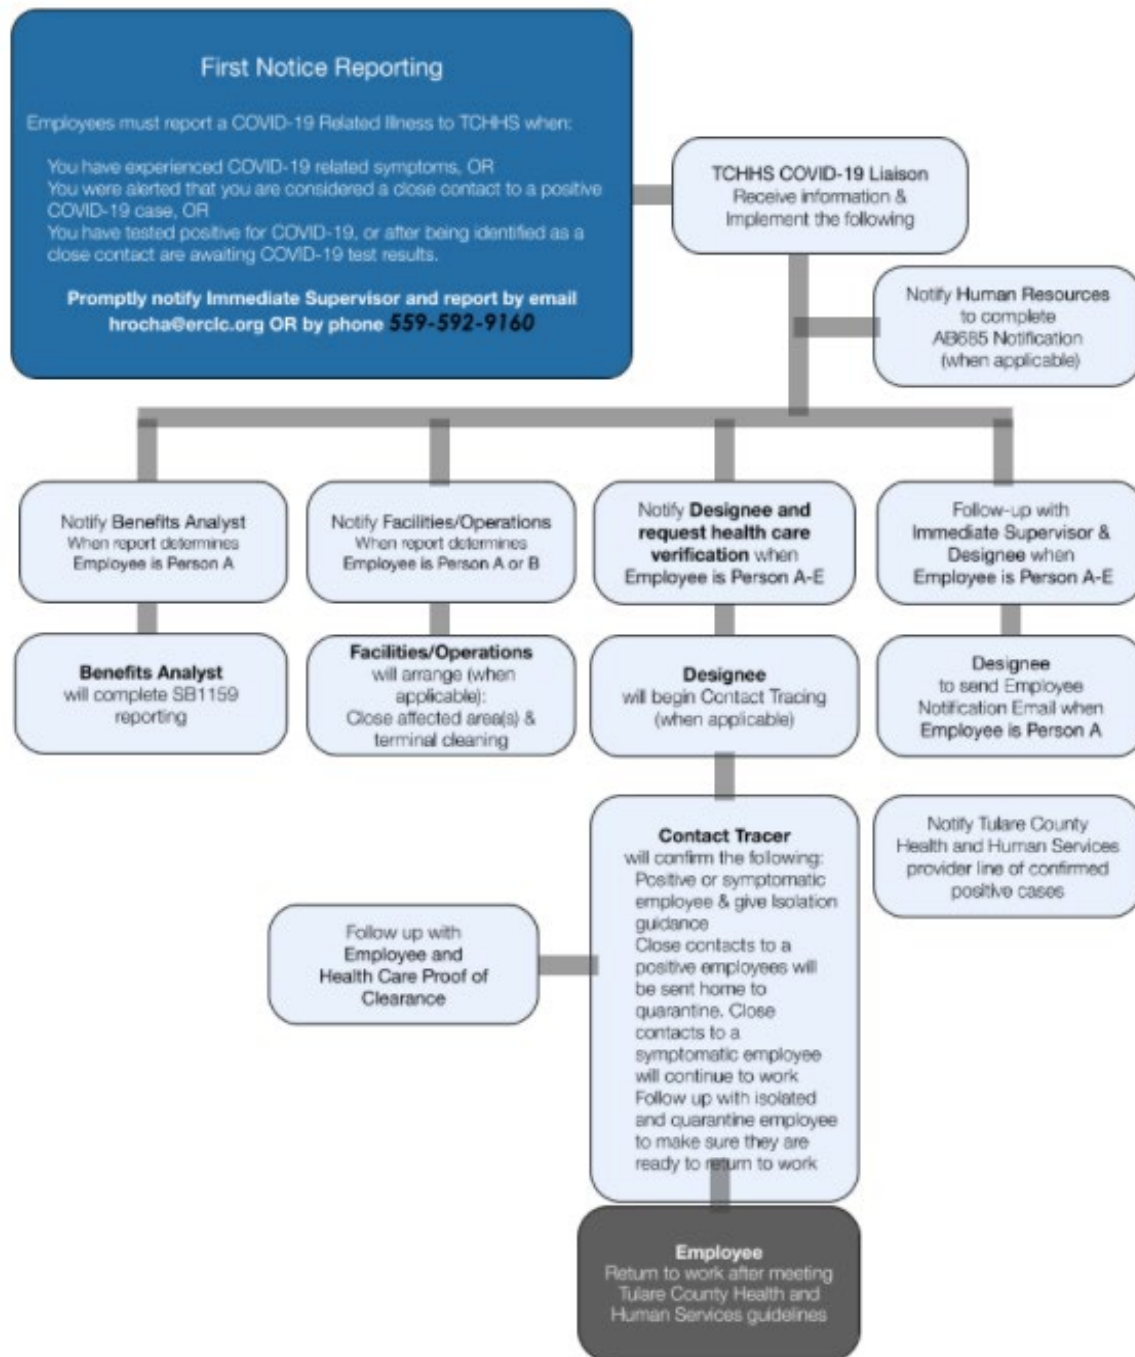 First Notice Reporting
Employees must report a COVID-19 Related Illness to TCHHS when:
You have experienced COVID-19 related symptoms, OR
You were alerted that you are considered a close contact to a positive
COVID-19 case, OR
You have tested positive for COVID-19, or after being identified as a
close contact are awaiting COVID-19 test results.
Promptly notify Immediate Supervisor and report by email
hrocha@erclc.org OR by phone 559-592-9160
TCHHS COVID-19 Liaison
Receive information &
Implement the following
Notify Human Resources
to complete
AB685 Notification
(when applicable)
Notify Benefits Analyst
When report determines
Employee is Person A
Notify Facilities/Operations
When report determines
Employee is Person A or B
Notify Designee and
request health care
verification when
Employee is Person A-E
Follow-up with
Immediate Supervisor &
Designee when
Employee is Person A-E
Benefits Analyst
will complete SB1159
reporting
Facilities/Operations
will arrange (when
applicable):
Close affected area(s) &
terminal cleaning
Designee
will begin Contact Tracing
(when applicable)
Designee
to send Employee
Notification Email when
Employee is Person A
Contact Tracer
will confirm the following:
Positive or symptomatic
employee & give Isolation
guidance
Close contacts to a
positive employees will
be sent home to
quarantine. Close
contacts to a
symptomatic employee
will continue to work
Follow up with isolated
and quarantine employee
to make sure they are
ready to return to work
Notify Tulare County
Health and Human Services
provider line of confirmed
positive cases
Follow up with
Employee and
Health Care Proof of
Clearance
Employee
Return to work after meeting
Tulare County Health and
Human Services guidelines